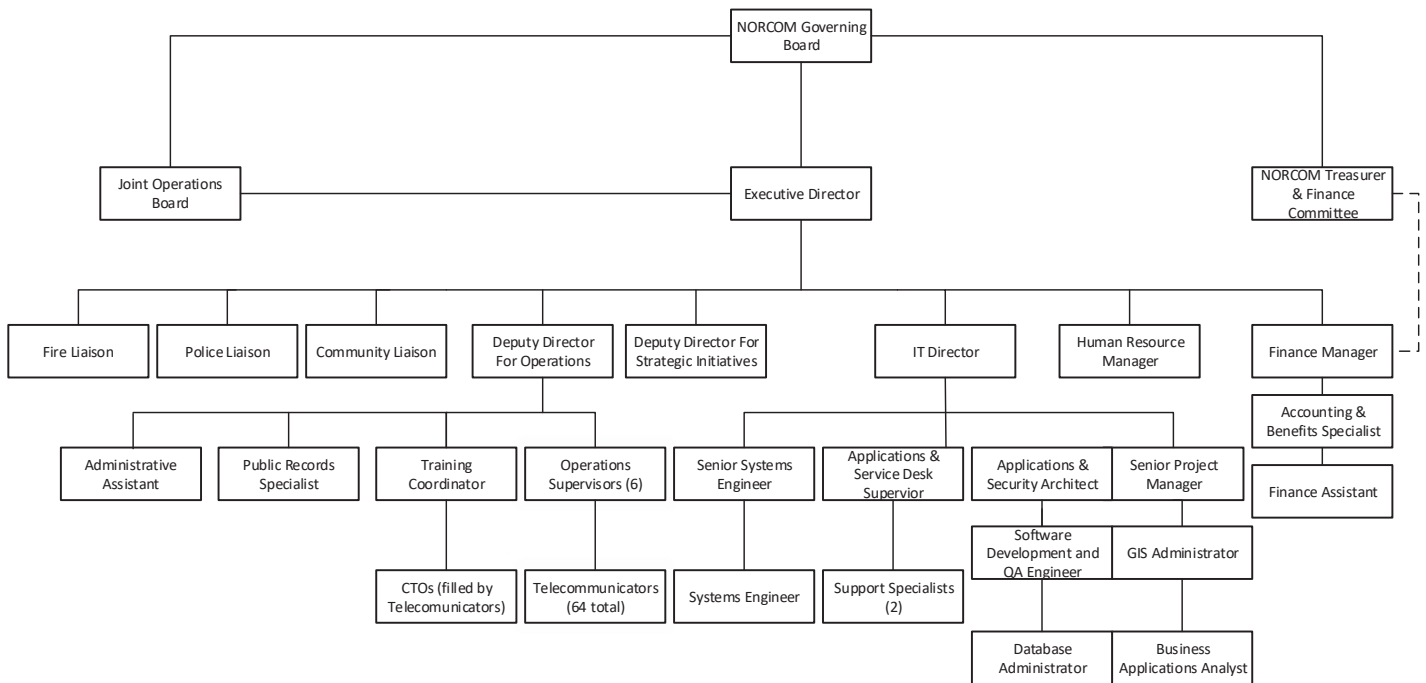 NORCOM Governing
Board
Joint Operations
Board
Executive Director
NORCOM Treasurer
& Finance
Committee
Fire Liaison
Police Liaison
Community Liaison
Deputy Director
For Operations
Deputy Director For
Strategic Initiatives
IT Director
Human Resource
Manager
Finance Manager
Administrative
Assistant
Public Records
Specialist
Training
Coordinator
Operations
Supervisors (6)
Senior Systems
Engineer
Applications &
Service Desk
Supervior
Applications &
Security Architect
Senior Project
Manager
Accounting &
Benefits Specialist
Finance Assistant
CTOs (filled by
Telecomunicators)
Telecommunicators
(64 total)
Systems Engineer
Support Specialists
(2)
Software
Development and
QA Engineer
GIS Administrator
Database
Administrator
Business
Applications Analyst